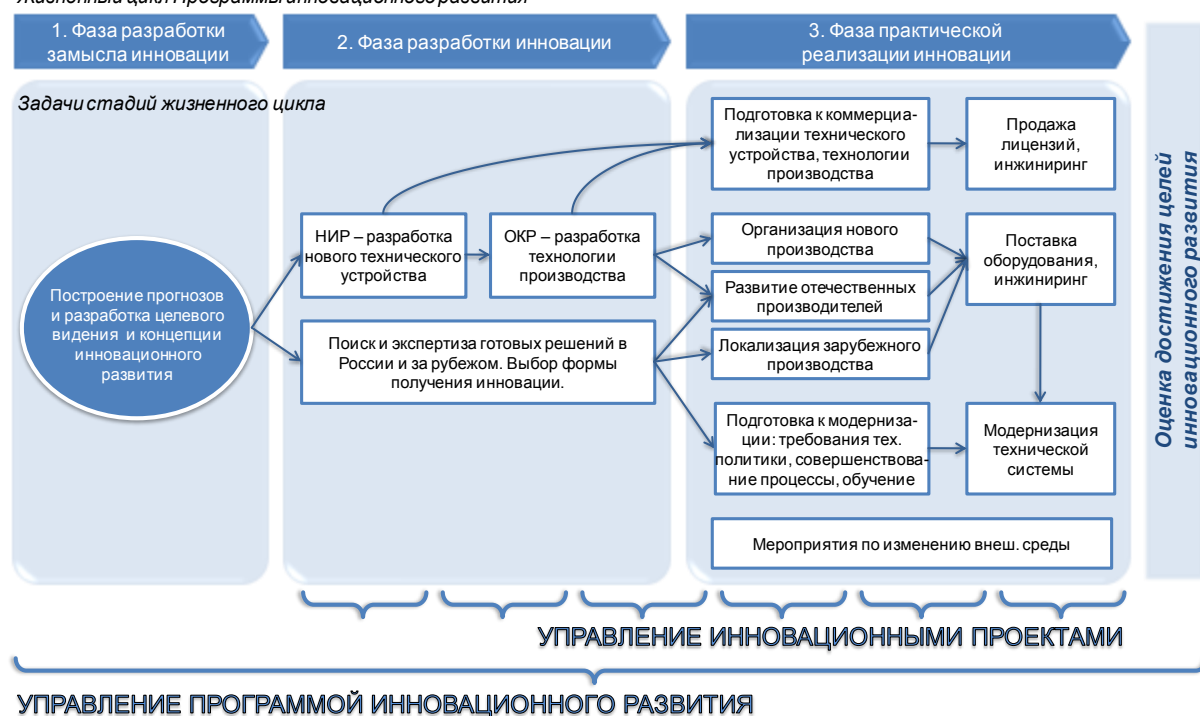 Жизненный цикл Программы инновационного развития
1. Фаза разработки
замысла инновации
2. Фаза разработки инновации
3. Фаза практической
реализации инновации
Задачи стадий жизненного цикла
Построение прогнозов
и разработка целевого
видения и концепции
инновационного
развития
НИР – разработка
нового технического
устройства
ОКР – разработка
технологии
производства
Поиск и экспертиза готовых решений в
России и за рубежом. Выбор формы
получения инновации.
Подготовка к коммерциа-
лизации технического
устройства, технологии
производства
Продажа
лицензий,
инжиниринг
Организация нового
производства
Развитие отечественных
производителей
Локализация зарубежного
производства
Поставка
оборудования,
инжиниринг
Подготовка к модерниза-
ции: требования тех.
политики, совершенствова-
ние процессы, обучение
Модернизация
технической
системы
Мероприятия по изменению внеш. среды
Оценка достижения целей
инновационного развития
УПРАВЛЕНИЕ ИННОВАЦИОННЫМИ ПРОЕКТАМИ
УПРАВЛЕНИЕ ПРОГРАММОЙ ИННОВАЦИОННОГО РАЗВИТИЯ